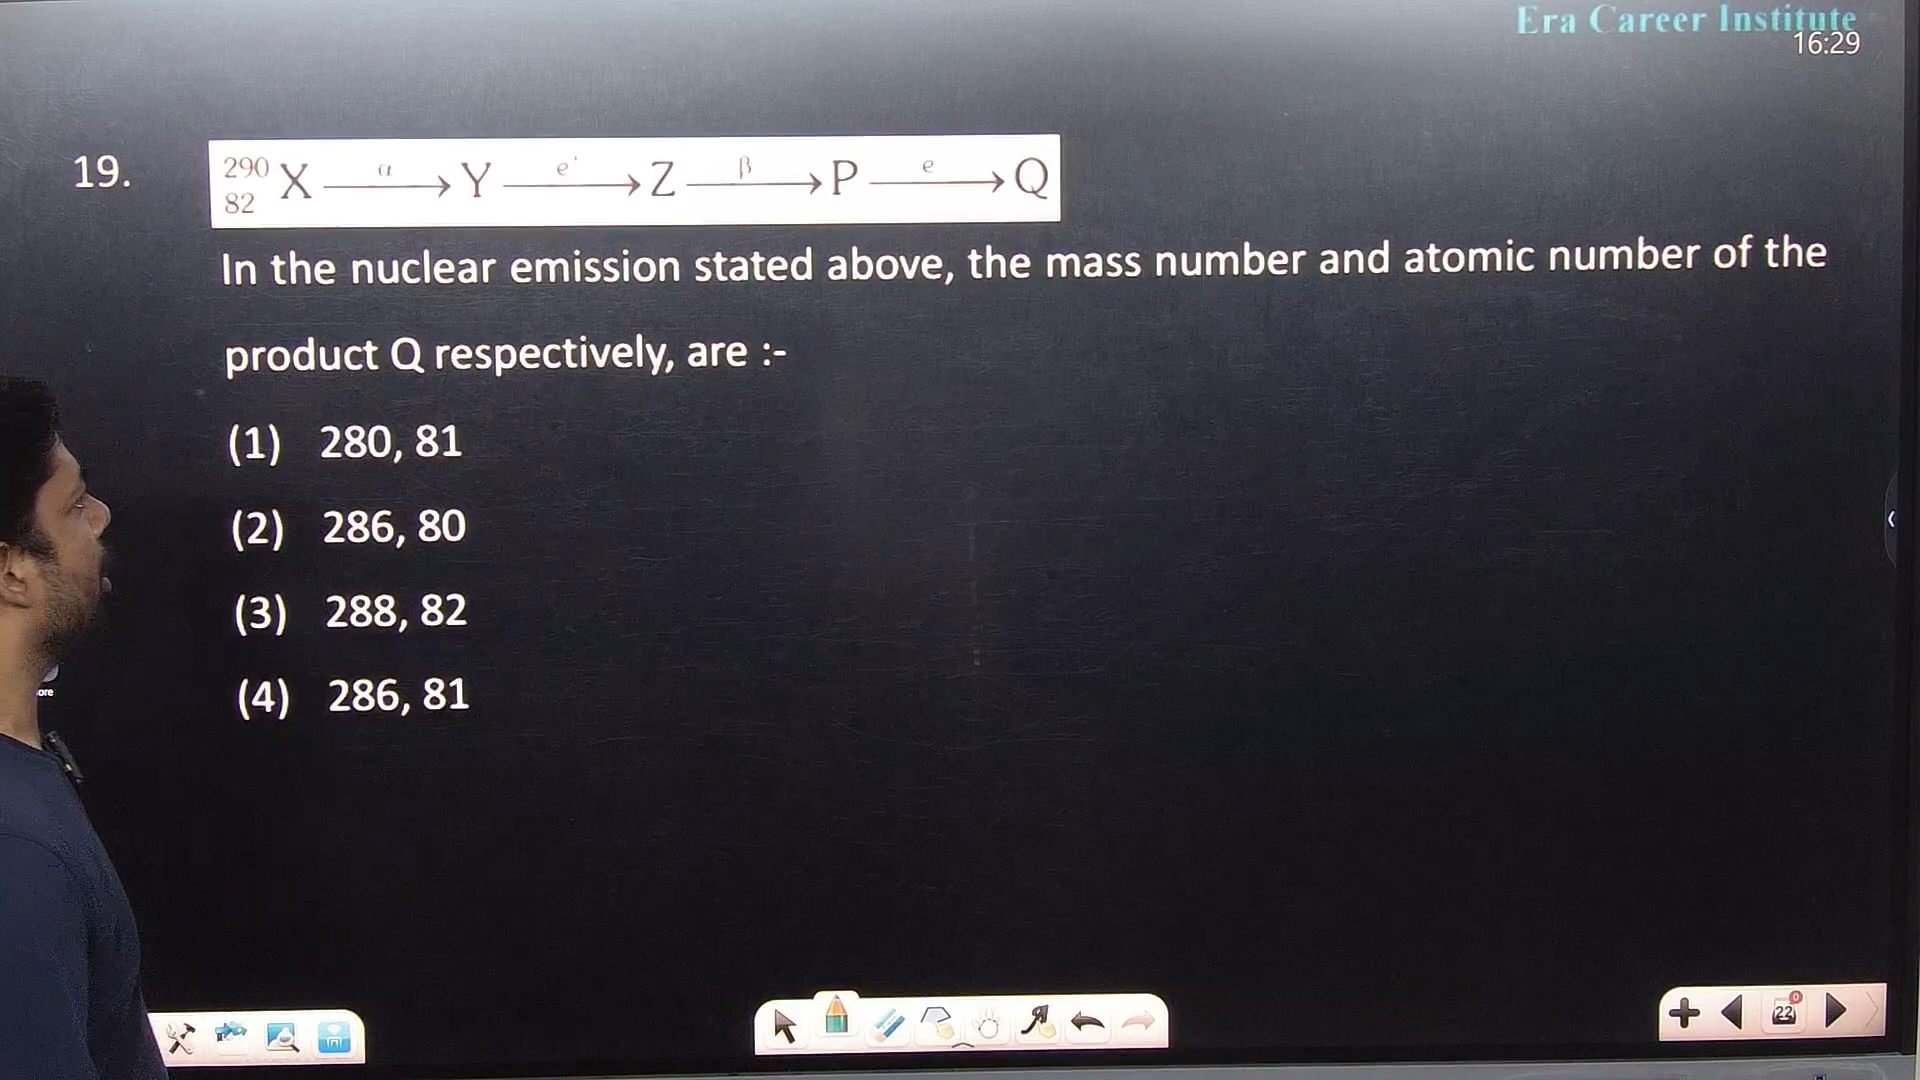 Era Career Institute
16:29
19.
290 82 X α→ Y e'→ Z β→ P e→ Q
In the nuclear emission stated above, the mass number and atomic number of the
product Q respectively, are :-
(1) 280, 81
(2) 286, 80
(3) 288, 82
(4) 286, 81
ore
22
0